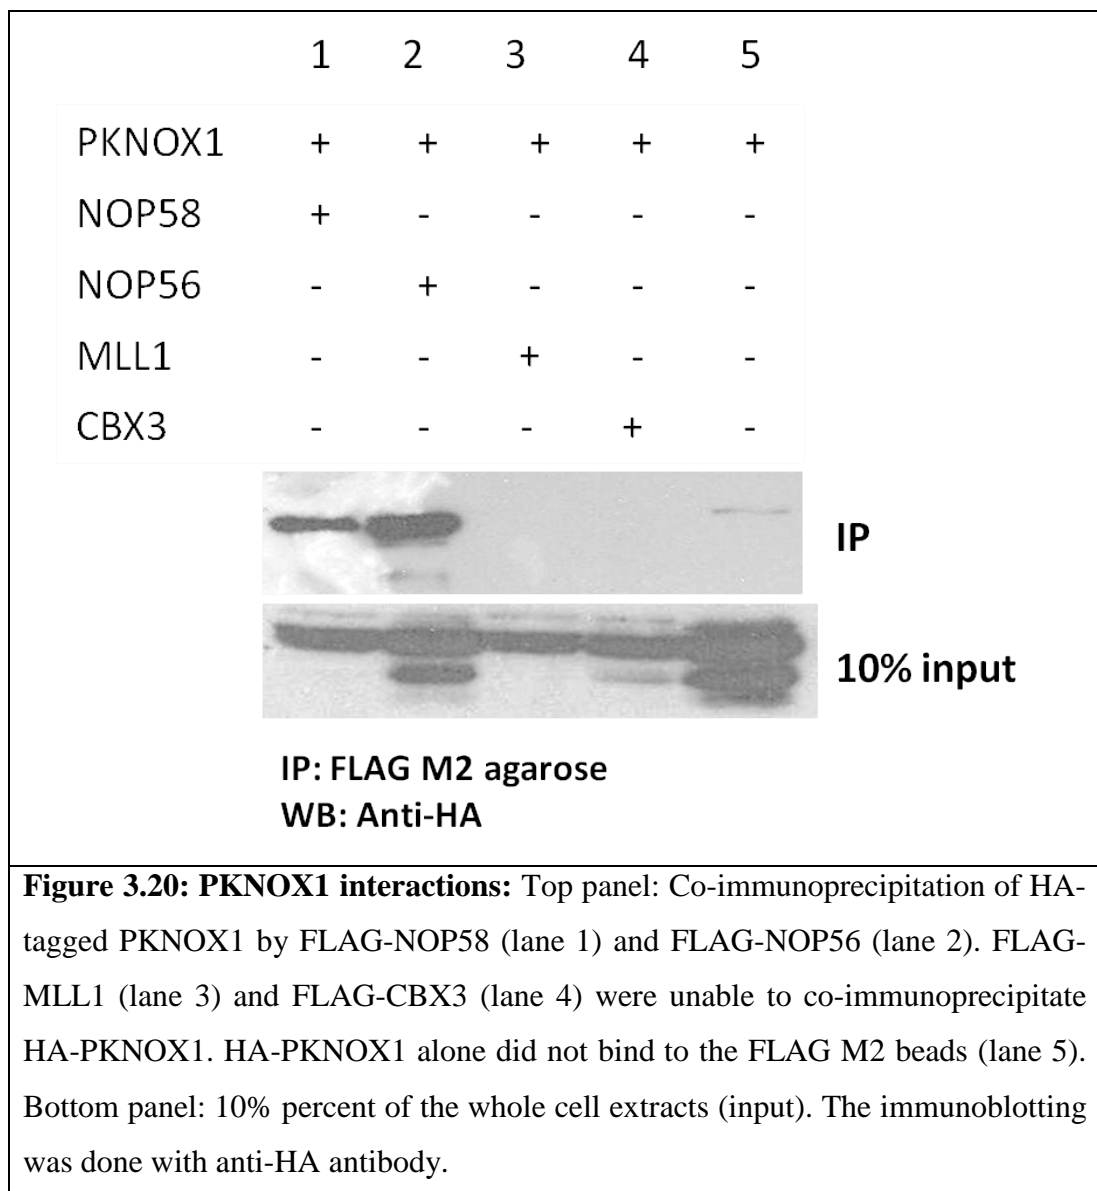 1 2 3 4 5
PKNOX1 + + + + +
NOP58 + - - - -
NOP56 - + - - -
MLL1 - - + - -
CBX3 - - - + -
IP
10% input
IP: FLAG M2 agarose
WB: Anti-HA
Figure 3.20: PKNOX1 interactions: Top panel: Co-immunoprecipitation of HA-
tagged PKNOX1 by FLAG-NOP58 (lane 1) and FLAG-NOP56 (lane 2). FLAG-
MLL1 (lane 3) and FLAG-CBX3 (lane 4) were unable to co-immunoprecipitate
HA-PKNOX1. HA-PKNOX1 alone did not bind to the FLAG M2 beads (lane 5).
Bottom panel: 10% percent of the whole cell extracts (input). The immunoblotting
was done with anti-HA antibody.